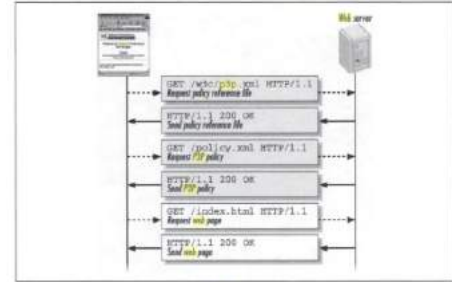 Web server
GET /w3c/p3p.xml HTTP/1.1
Request policy reference file
HTTP/1.1 200 OK
Send policy reference file
GET /policy.xml HTTP/1.1
Request P3P policy
HTTP/1.1 200 OK
Send P3P policy
GET /index.html HTTP/1.1
Request web page
HTTP/1.1 200 OK
Send web page